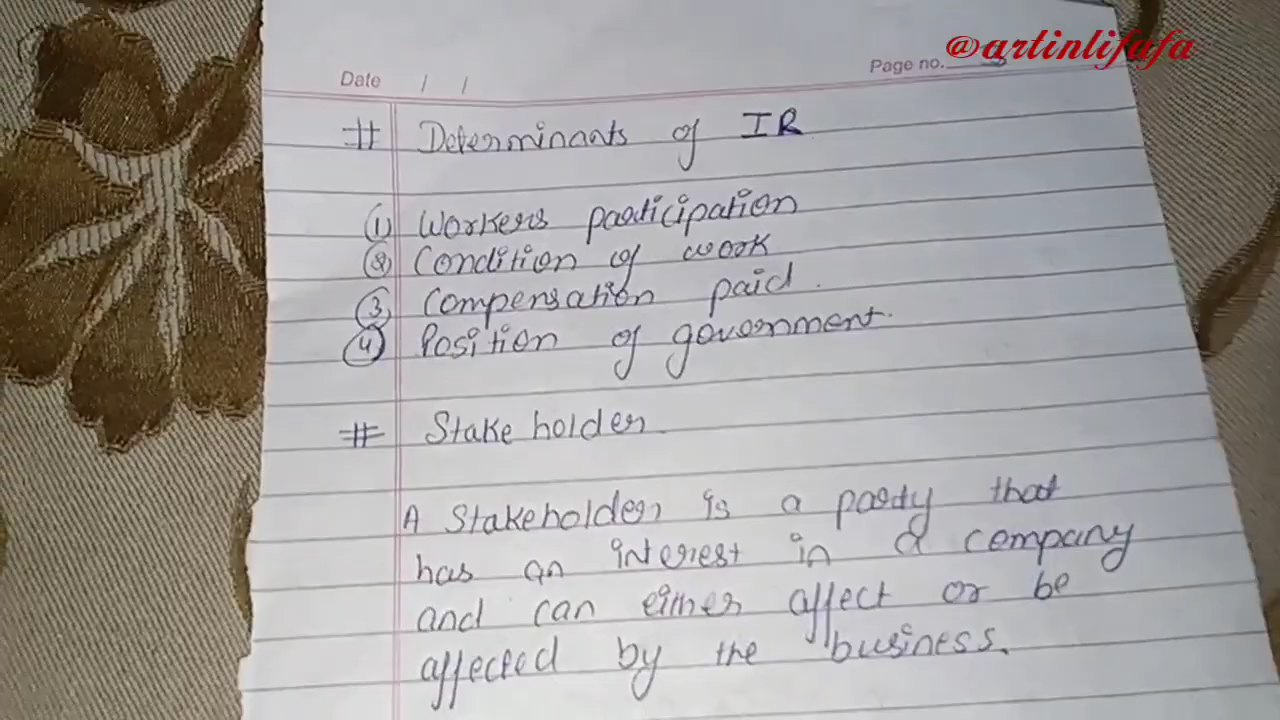 @artinlifafa
Date / / Page no.
# Determinants of IR
(1) Workers participation
(2) Condition of work
(3) Compensation paid.
(4) Position of government.
# Stake holder
A Stakeholder is a party that
has an interest in a company
and can either affect or be
affected by the business.